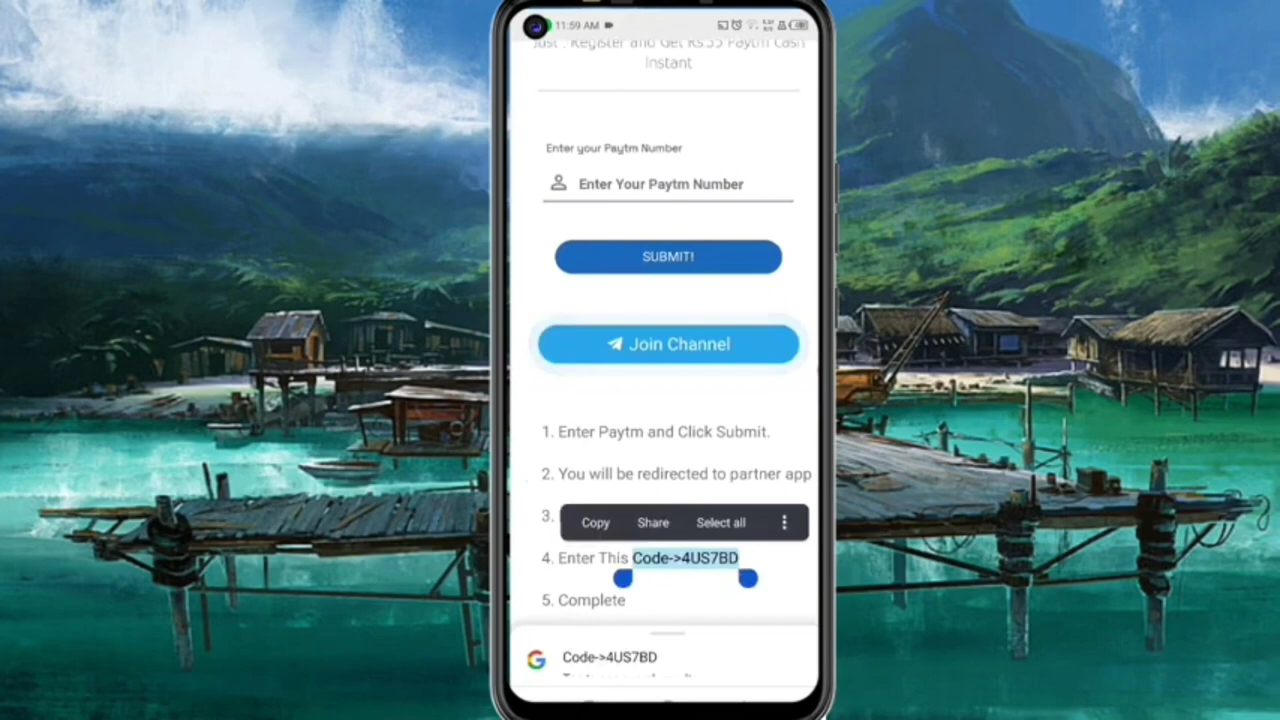 11:59 AM
Just : Register and Get Rs.35 Paytm Cash
Instant
Enter your Paytm Number
Enter Your Paytm Number
SUBMIT!
Join Channel
1. Enter Paytm and Click Submit.
2. You will be redirected to partner app
3.
Copy Share Select all
4. Enter This Code->4US7BD
5. Complete
Code->4US7BD